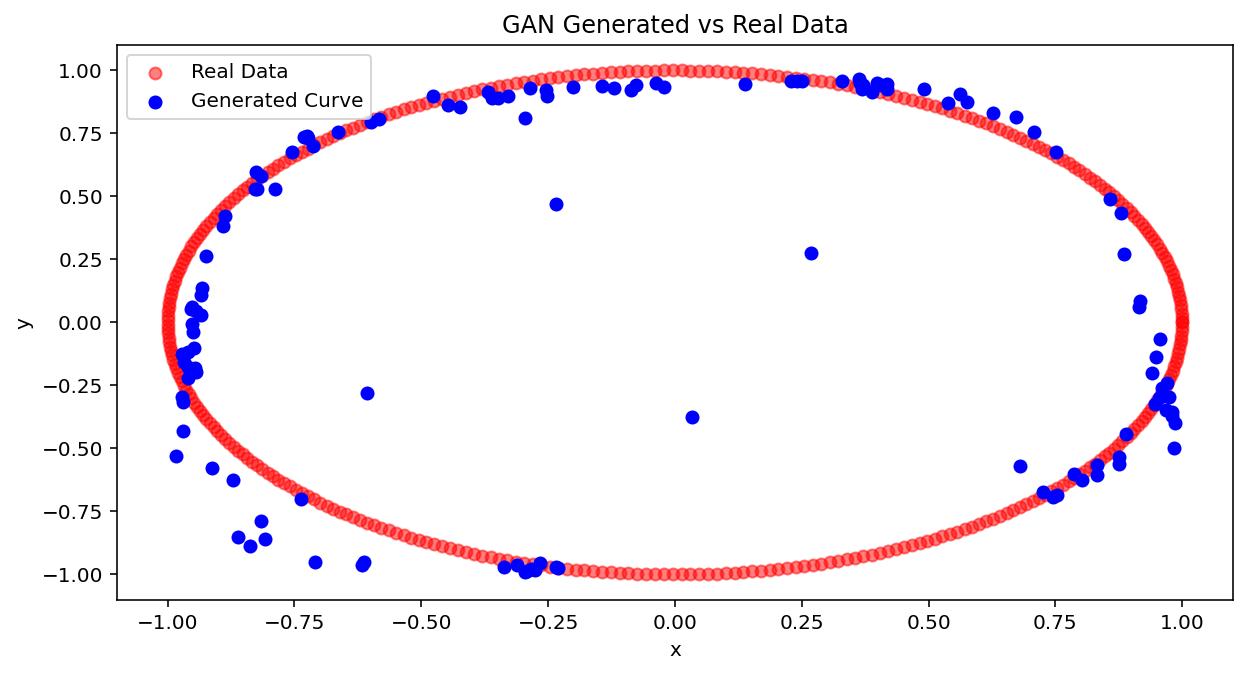 GAN Generated vs Real Data
Real Data
Generated Curve
1.00
0.75
0.50
0.25
0.00
−0.25
−0.50
−0.75
−1.00
y
−1.00 −0.75 −0.50 −0.25 0.00 0.25 0.50 0.75 1.00
x